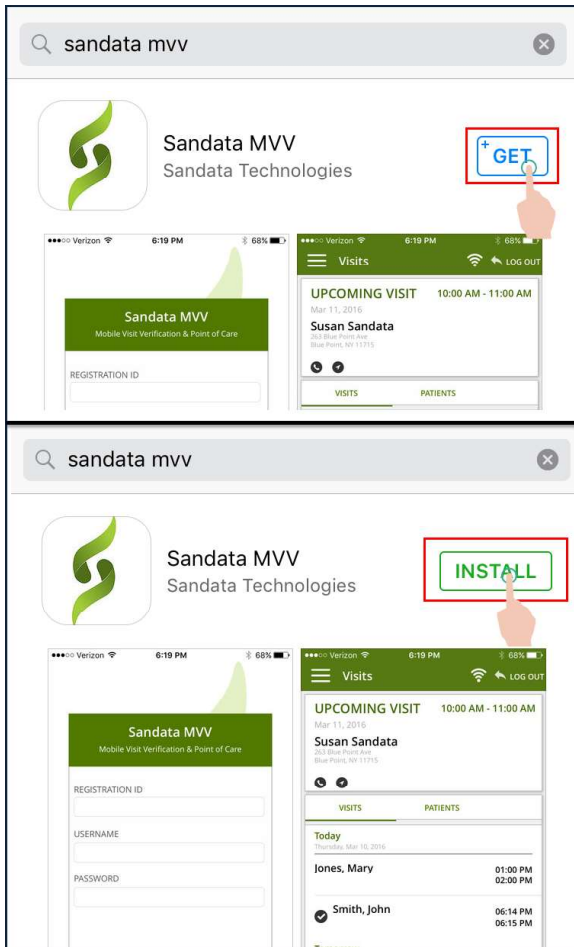 sandata mvv
Sandata MVV
Sandata Technologies
+ GET
Verizon 6:19 PM 68%
Sandata MVV
Mobile Visit Verification & Point of Care
REGISTRATION ID
Verizon 6:19 PM 68%
Visits LOG OUT
UPCOMING VISIT 10:00 AM - 11:00 AM
Mar 11, 2016
Susan Sandata
263 Blue Point Ave
Blue Point, NY 11715
VISITS PATIENTS
sandata mvv
Sandata MVV
Sandata Technologies
INSTALL
Verizon 6:19 PM 68%
Sandata MVV
Mobile Visit Verification & Point of Care
REGISTRATION ID
USERNAME
PASSWORD
Verizon 6:19 PM 68%
Visits LOG OUT
UPCOMING VISIT 10:00 AM - 11:00 AM
Mar 11, 2016
Susan Sandata
263 Blue Point Ave
Blue Point, NY 11715
VISITS PATIENTS
Today
Thursday, Mar 10, 2016
Jones, Mary 01:00 PM
02:00 PM
Smith, John 06:14 PM
06:15 PM